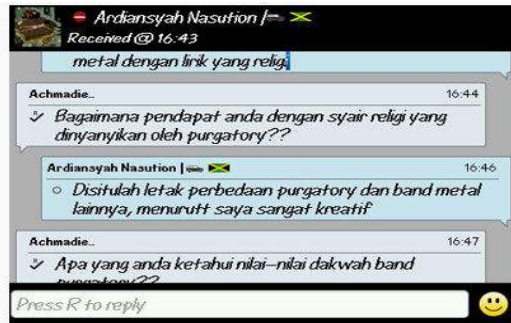 Ardiansyah Nasution |
Received @ 16:43
metal dengan lirik yang religi
Achmadie.. 16:44
Bagaimana pendapat anda dengan syair religi yang
dinyanyikan oleh purgatory??
Ardiansyah Nasution | 16:46
Disitulah letak perbedaan purgatory dan band metal
lainnya, menurutt saya sangat kreatif
Achmadie.. 16:47
Apa yang anda ketahui nilai-nilai dakwah band
purgatory??
Press R to reply